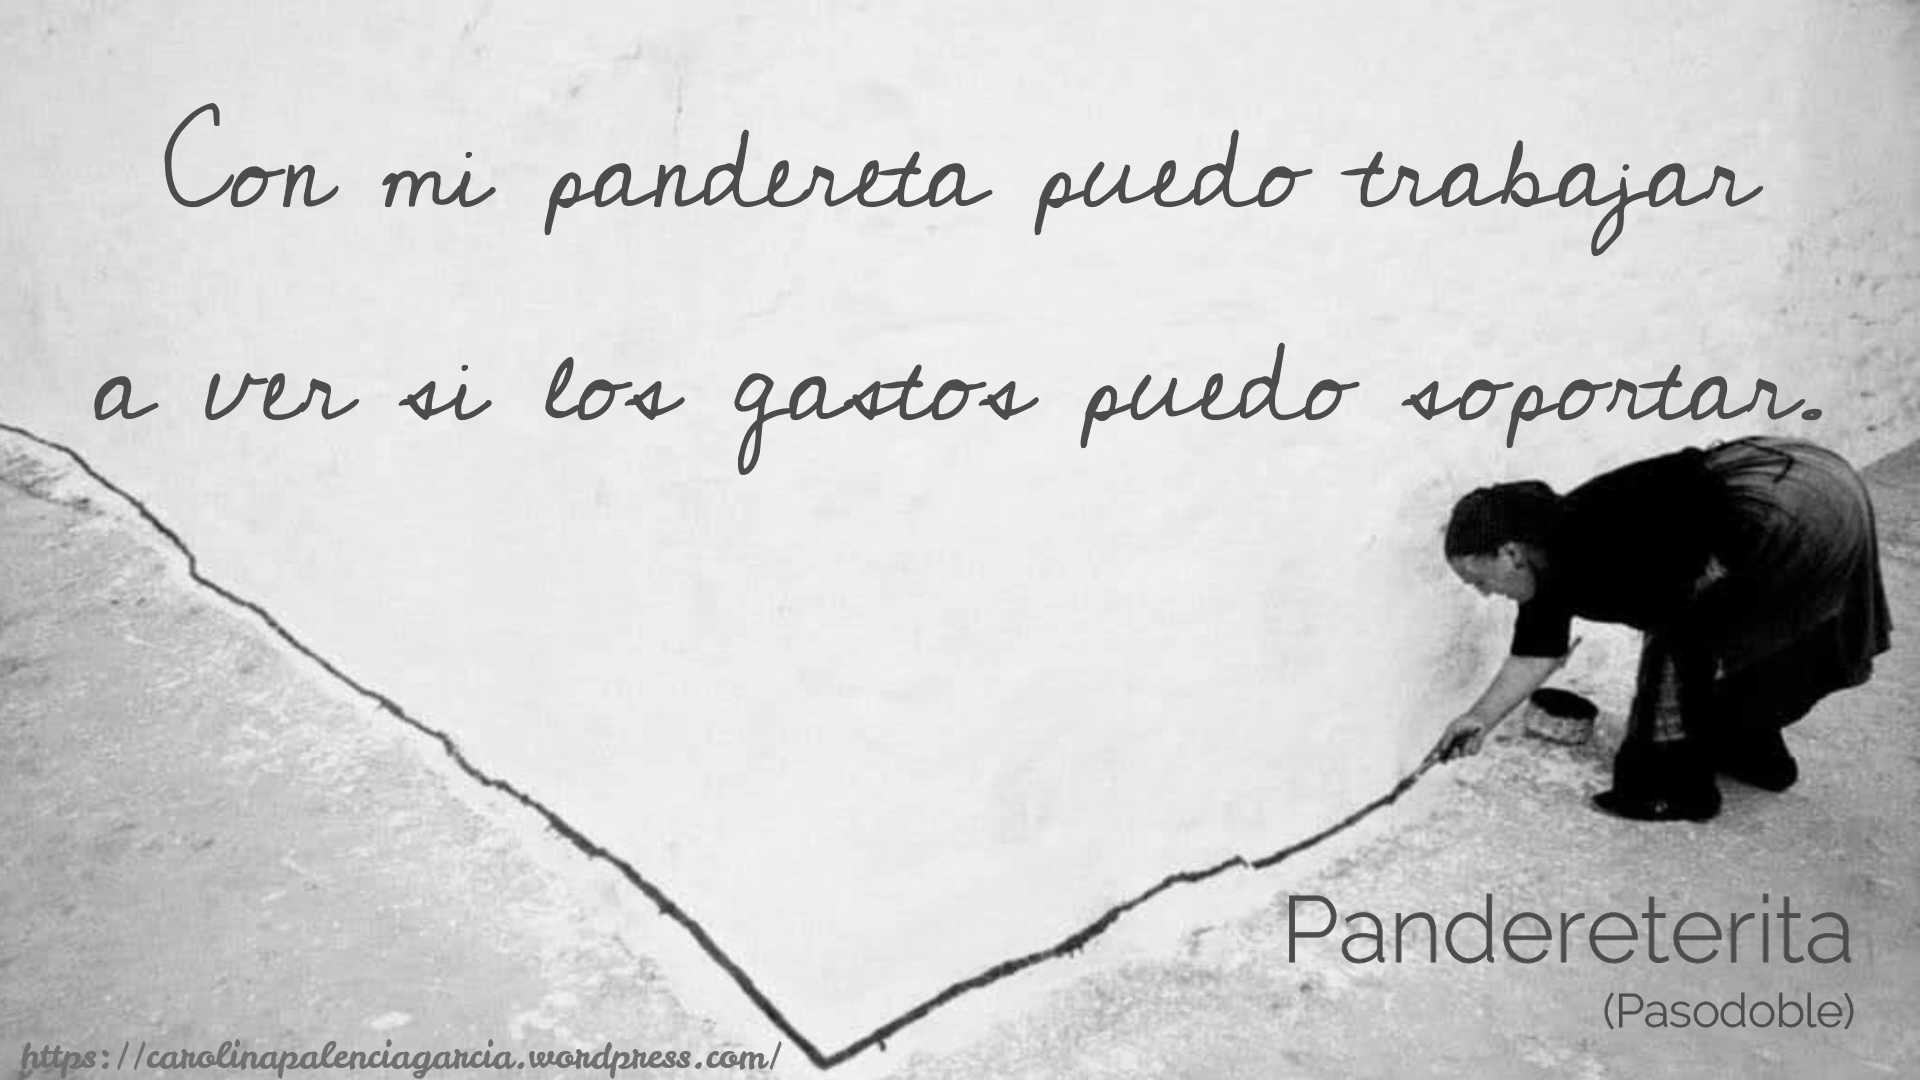 Con mi pandereta puedo trabajar
a ver si los gastos puedo soportar.
Pandereterita
(Pasodoble)
https://carolinapalenciagarcia.wordpress.com/